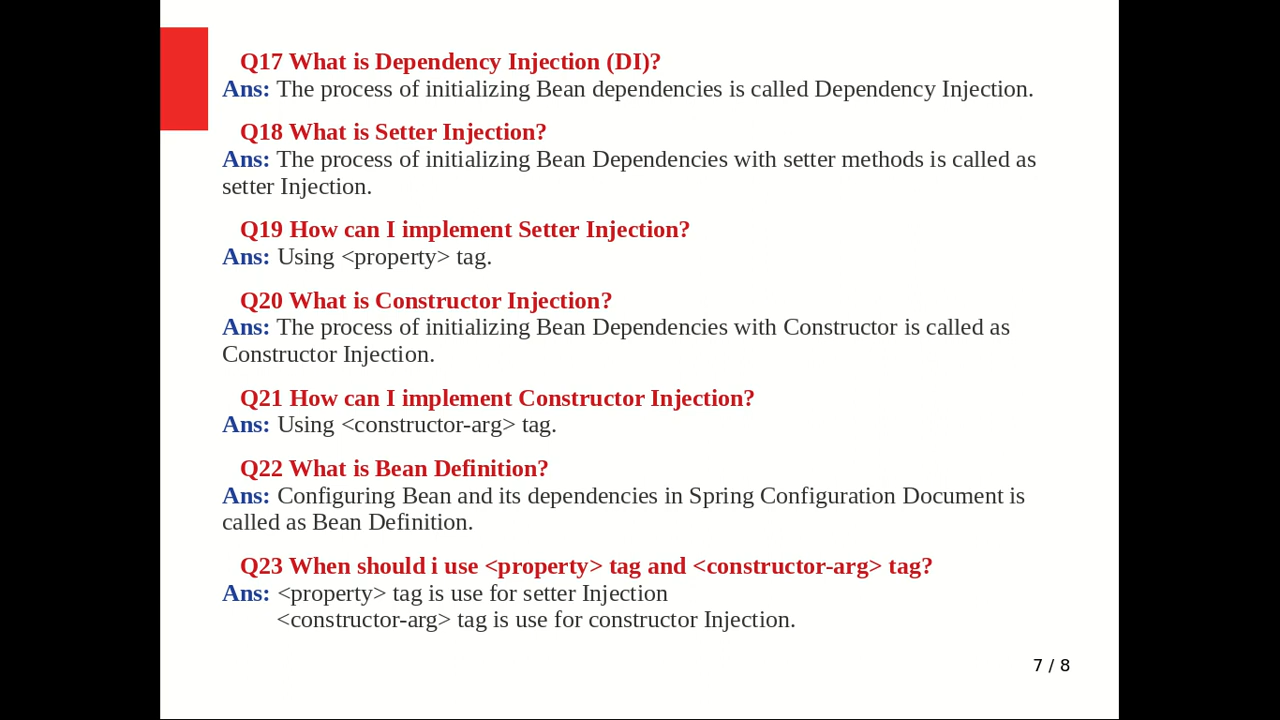 Q17 What is Dependency Injection (DI)?
Ans: The process of initializing Bean dependencies is called Dependency Injection.
Q18 What is Setter Injection?
Ans: The process of initializing Bean Dependencies with setter methods is called as
setter Injection.
Q19 How can I implement Setter Injection?
Ans: Using <property> tag.
Q20 What is Constructor Injection?
Ans: The process of initializing Bean Dependencies with Constructor is called as
Constructor Injection.
Q21 How can I implement Constructor Injection?
Ans: Using <constructor-arg> tag.
Q22 What is Bean Definition?
Ans: Configuring Bean and its dependencies in Spring Configuration Document is
called as Bean Definition.
Q23 When should i use <property> tag and <constructor-arg> tag?
Ans: <property> tag is use for setter Injection
<constructor-arg> tag is use for constructor Injection.
7 / 8